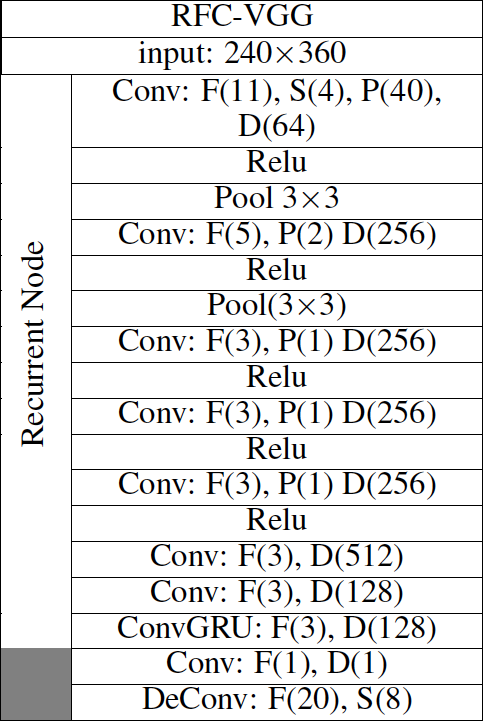 RFC-VGG
input: 240×360
Recurrent Node
Conv: F(11), S(4), P(40),
D(64)
Relu
Pool 3×3
Conv: F(5), P(2) D(256)
Relu
Pool(3×3)
Conv: F(3), P(1) D(256)
Relu
Conv: F(3), P(1) D(256)
Relu
Conv: F(3), P(1) D(256)
Relu
Conv: F(3), D(512)
Conv: F(3), D(128)
ConvGRU: F(3), D(128)
Conv: F(1), D(1)
DeConv: F(20), S(8)